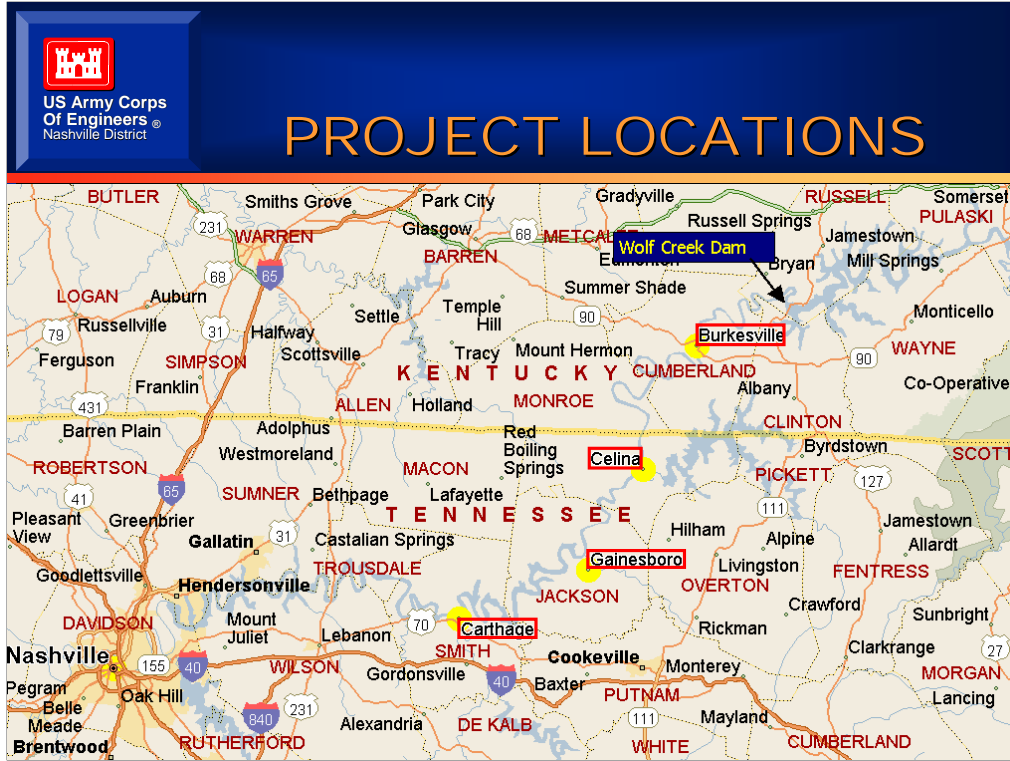 US Army Corps
Of Engineers ®
Nashville District
PROJECT LOCATIONS
BUTLER
Smiths Grove
Park City
Gradyville
RUSSELL
Somerset
PULASKI
231
WARREN
Glasgow
68
METCALFE
Russell Springs
Jamestown
Wolf Creek Dam
BARREN
Edmonton
Bryan
Mill Springs
68
65
Summer Shade
LOGAN
Auburn
Temple
Hill
90
Monticello
Settle
79
Russellville
31
Halfway
Burkesville
WAYNE
Ferguson
SIMPSON
Scottsville
Tracy
Mount Hermon
90
KENTUCKY
CUMBERLAND
Franklin
Albany
Co-Operative
431
ALLEN
Holland
MONROE
CLINTON
Barren Plain
Adolphus
Red
Boiling
Springs
Byrdstown
Westmoreland
Celina
SCOTT
ROBERTSON
MACON
PICKETT
127
41
65
SUMNER
Bethpage
Lafayette
111
TENNESSEE
Pleasant
View
Greenbrier
31
Hilham
Jamestown
Gallatin
Castalian Springs
Alpine
Allardt
Gainesboro
Livingston
Goodlettsville
TROUSDALE
FENTRESS
Hendersonville
OVERTON
JACKSON
Crawford
Sunbright
DAVIDSON
Mount
Juliet
Lebanon
70
Carthage
Rickman
Clarkrange
27
Nashville
155
40
WILSON
SMITH
Gordonsville
Cookeville
Monterey
MORGAN
Pegram
Oak Hill
40
Baxter
PUTNAM
Lancing
Belle
Meade
840
231
Alexandria
DE KALB
111
Mayland
Brentwood
RUTHERFORD
WHITE
CUMBERLAND